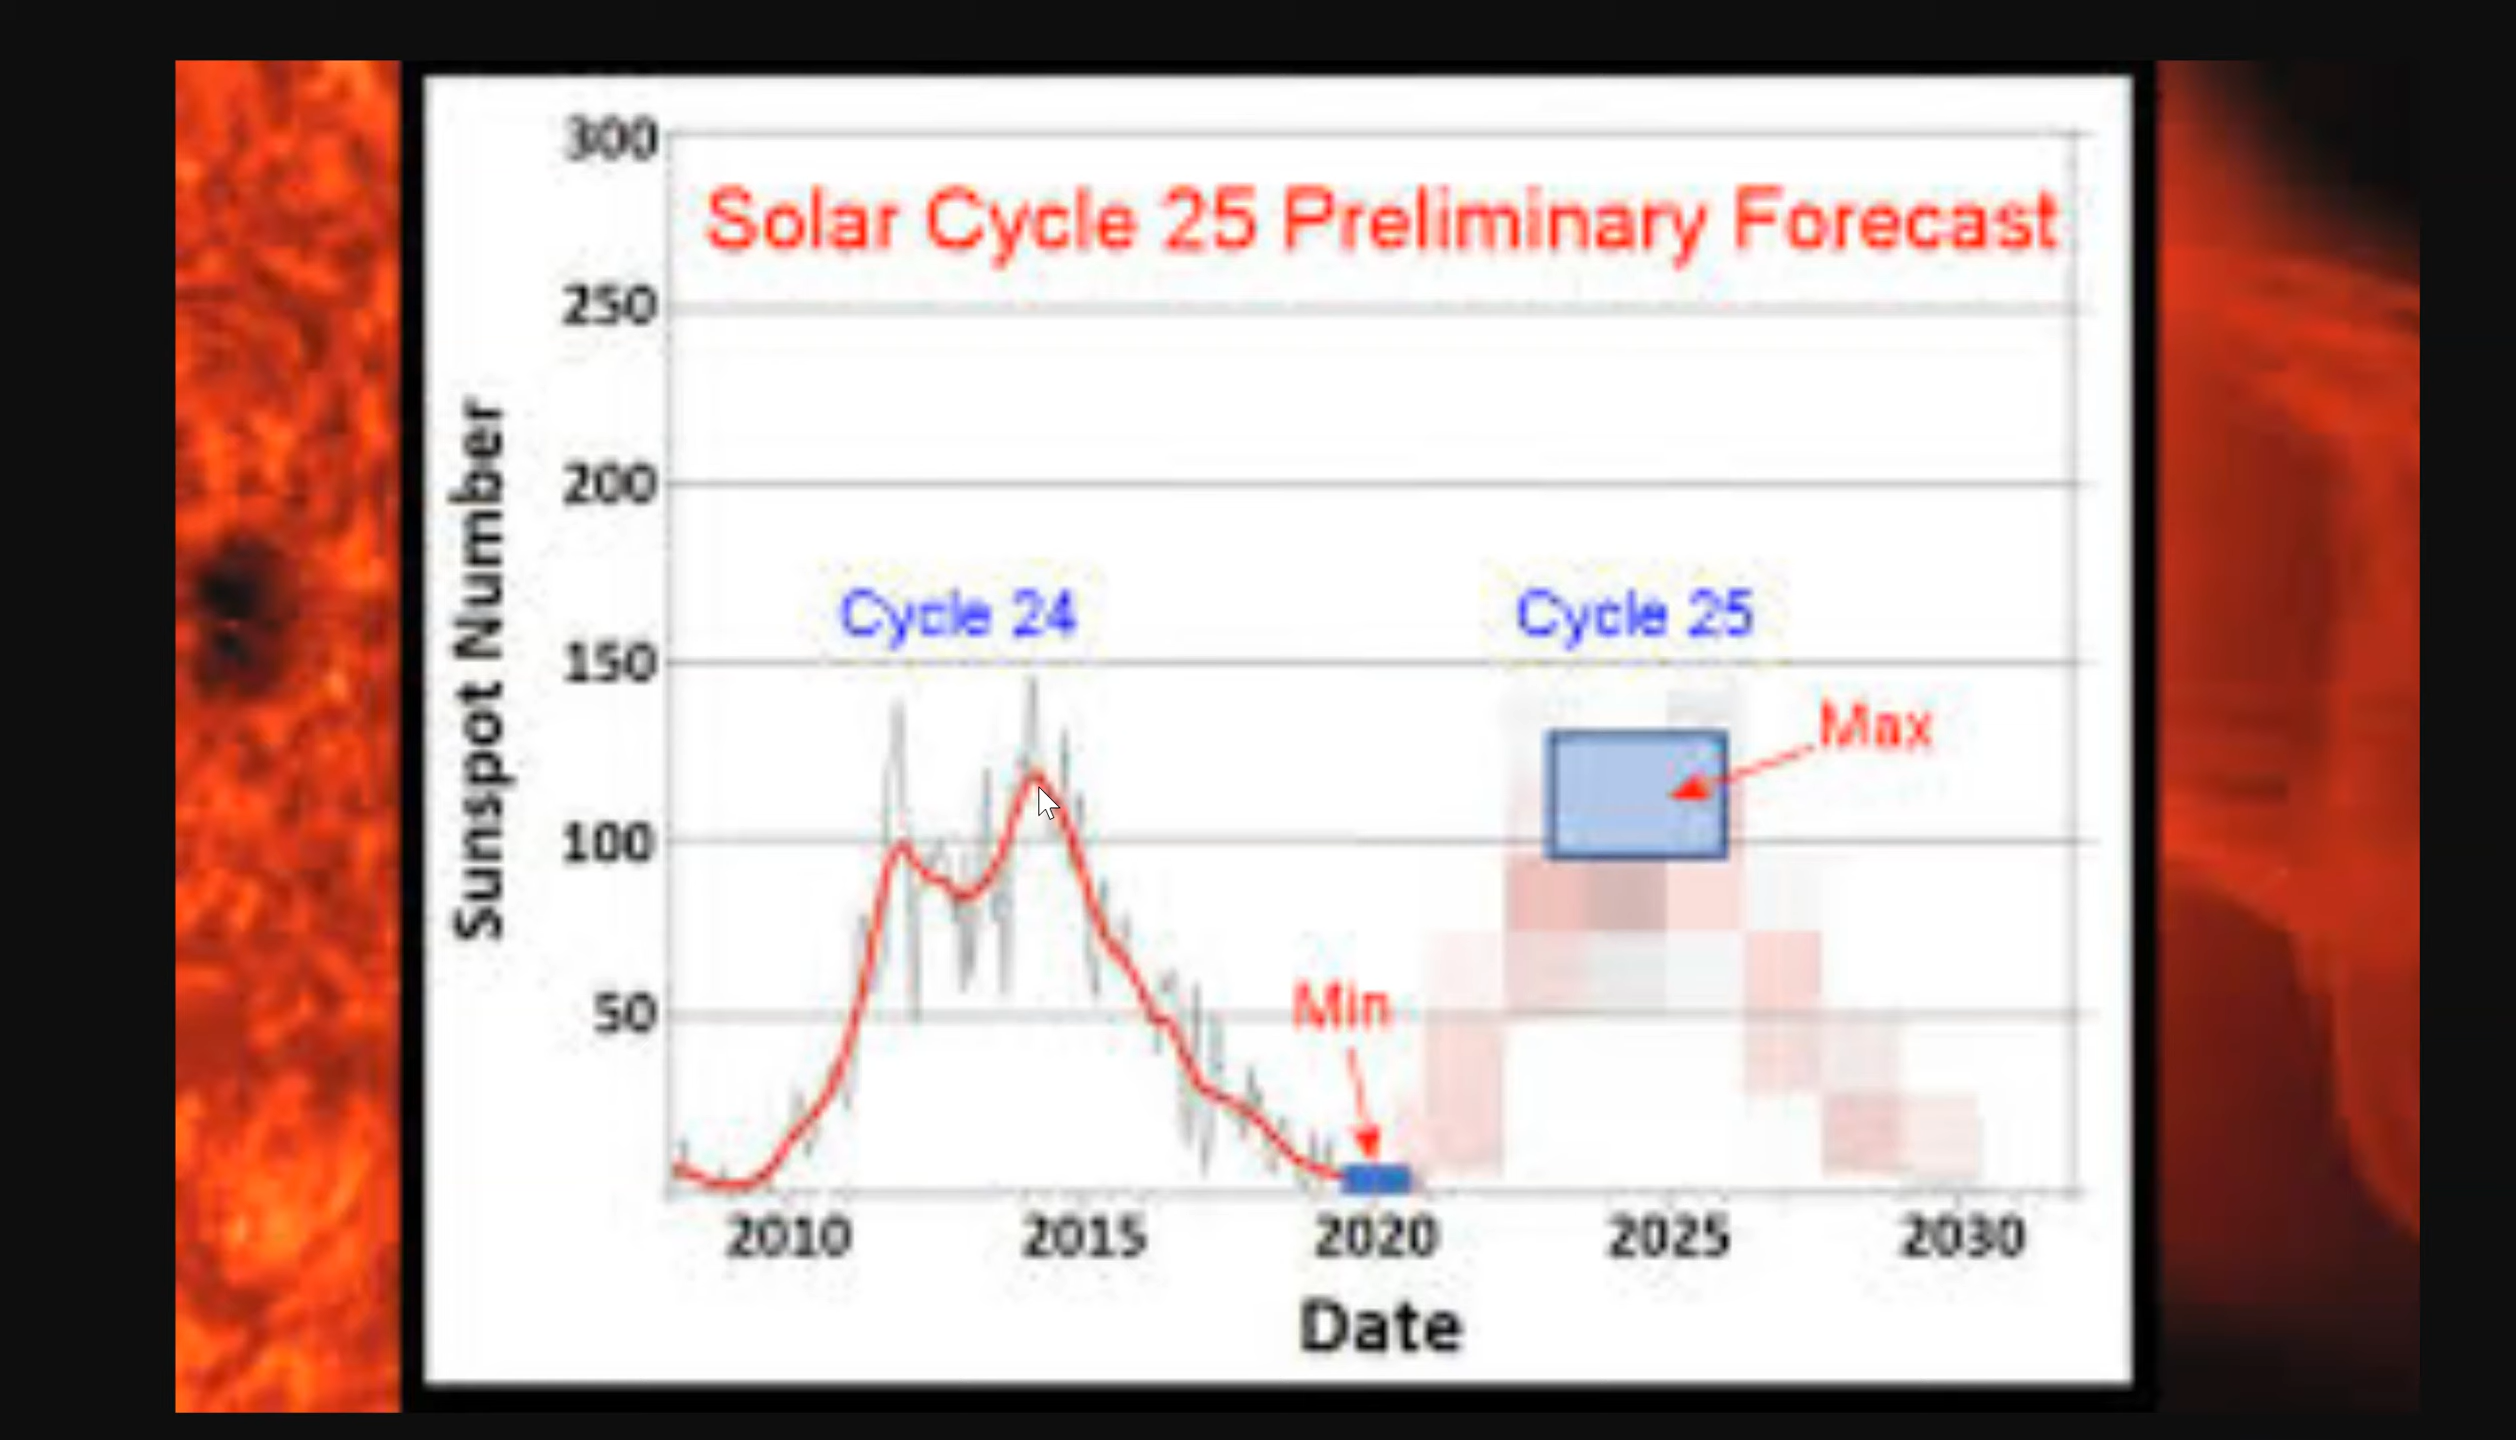 Solar Cycle 25 Preliminary Forecast
300
250
200
150
100
50
Sunspot Number
Cycle 24
Cycle 25
Max
Min
2010 2015 2020 2025 2030
Date